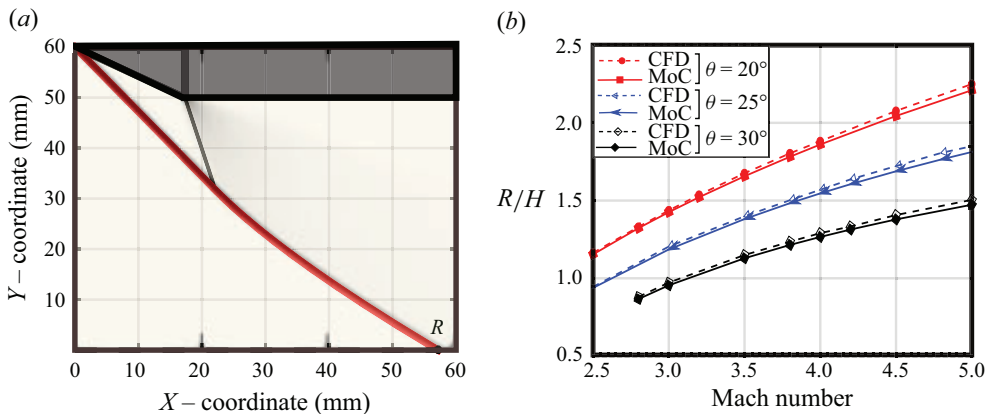 (a)
60
50
40
30
20
10
0 10 20 30 40 50 60
Y – coordinate (mm)
X – coordinate (mm)
R
(b)
2.5
2.0
1.5
1.0
0.5
2.5 3.0 3.5 4.0 4.5 5.0
R/H
Mach number
CFD
MoC
θ = 20°
CFD
MoC
θ = 25°
CFD
MoC
θ = 30°